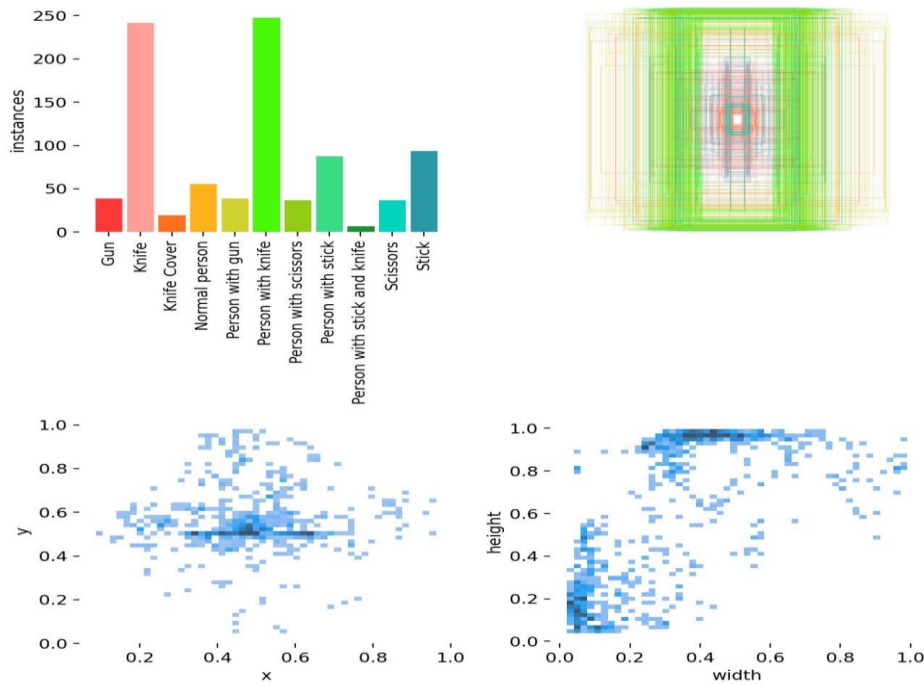 250
200
150
100
50
0
instances
Gun
Knife
Knife Cover
Normal person
Person with gun
Person with knife
Person with scissors
Person with stick
Person with stick and knife
Scissors
Stick
1.0
0.8
0.6
0.4
0.2
0.0
y
0.2 0.4 0.6 0.8 1.0
x
1.0
0.8
0.6
0.4
0.2
0.0
height
0.0 0.2 0.4 0.6 0.8 1.0
width